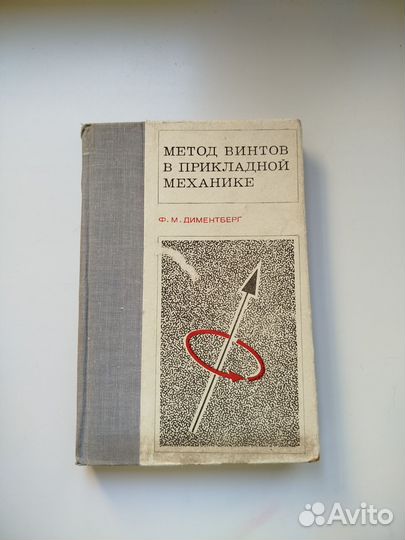 МЕТОД ВИНТОВ
В ПРИКЛАДНОЙ
МЕХАНИКЕ
Ф. М. ДИМЕНТБЕРГ
Avito